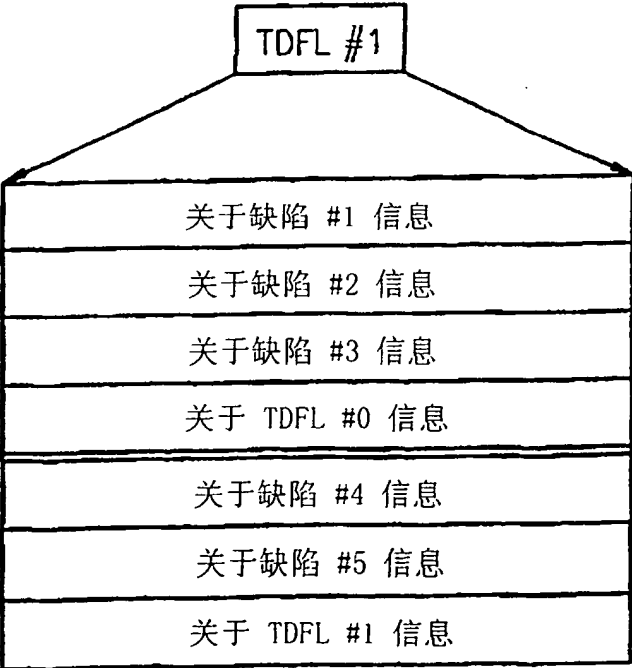 TDFL #1
关于缺陷 #1 信息
关于缺陷 #2 信息
关于缺陷 #3 信息
关于 TDFL #0 信息
关于缺陷 #4 信息
关于缺陷 #5 信息
关于 TDFL #1 信息